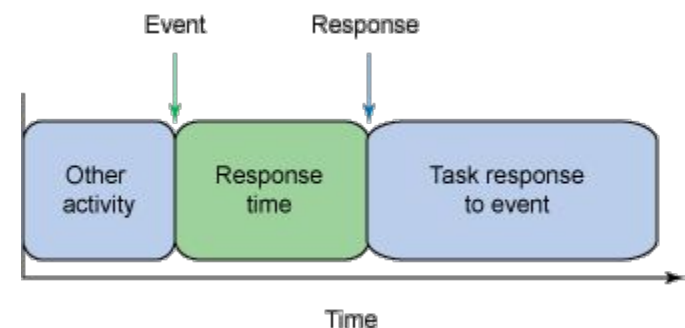 Event Response
Other activity
Response time
Task response to event
Time